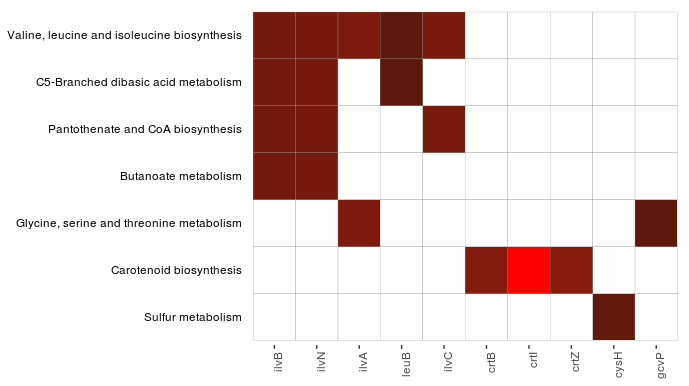 Valine, leucine and isoleucine biosynthesis
C5-Branched dibasic acid metabolism
Pantothenate and CoA biosynthesis
Butanoate metabolism
Glycine, serine and threonine metabolism
Carotenoid biosynthesis
Sulfur metabolism
ilvB
ilvN
ilvA
leuB
ilvC
crtB
crtI
crtZ
cysH
gcvP